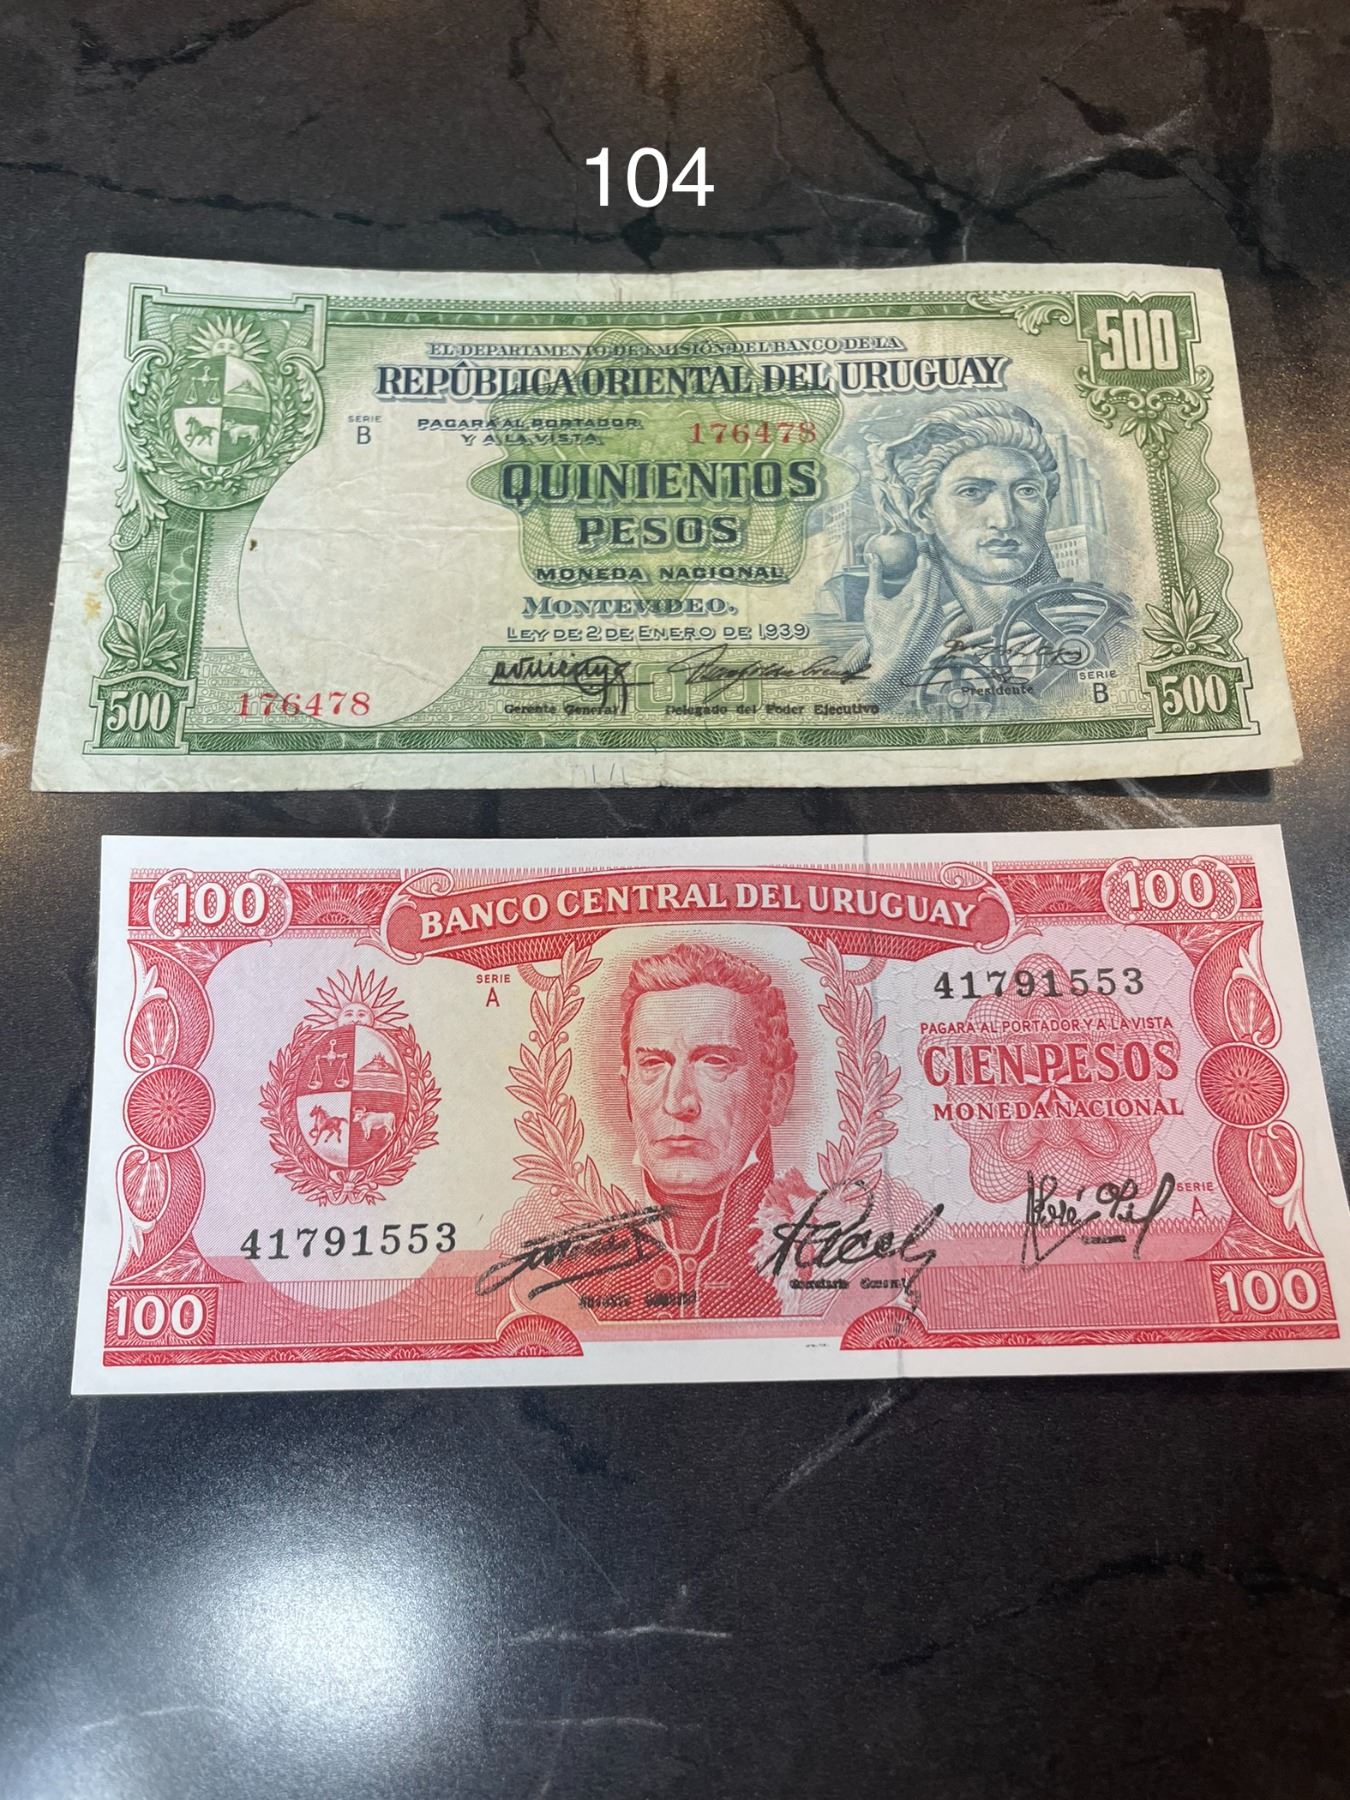 104
500
EL DEPARTAMENTO DE EMISIÓN DEL BANCO DE LA
REPÚBLICA ORIENTAL DEL URUGUAY
SERIE
B
PAGARA AL PORTADOR
Y A LA VISTA
176478
QUINIENTOS
PESOS
MONEDA NACIONAL
MONTEVIDEO.
LEY DE 2 DE ENERO DE 1939
500
176478
Gerente General
Delegado del Poder Ejecutivo
Presidente
SERIE
B
500
100
BANCO CENTRAL DEL URUGUAY
100
SERIE
A
41791553
PAGARA AL PORTADOR Y A LA VISTA
CIEN PESOS
MONEDA NACIONAL
SERIE
A
41791553
Secretario General
100
100